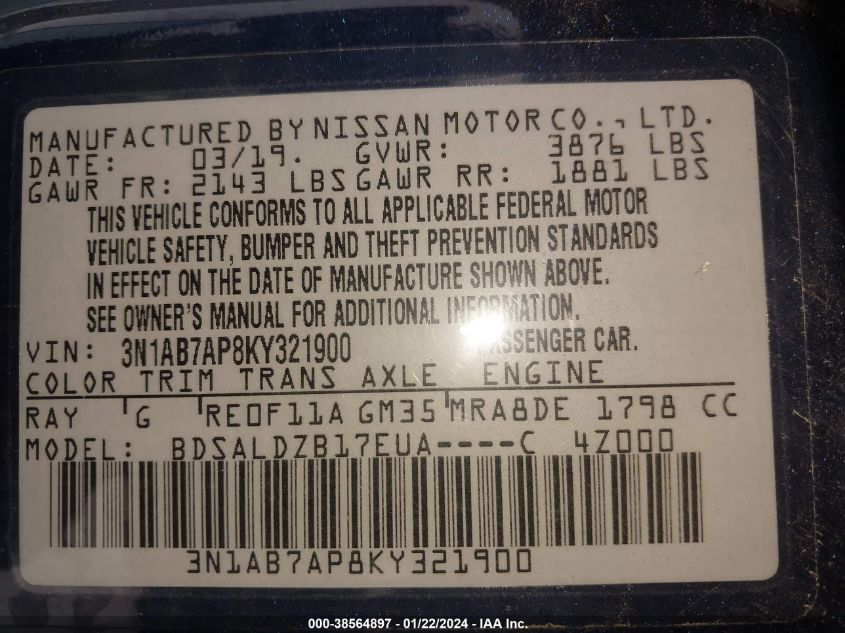 MANUFACTURED BY NISSAN MOTOR CO., LTD.
DATE: 03/19. GVWR: 3876 LBS
GAWR FR: 2143 LBS GAWR RR: 1881 LBS
THIS VEHICLE CONFORMS TO ALL APPLICABLE FEDERAL MOTOR
VEHICLE SAFETY, BUMPER AND THEFT PREVENTION STANDARDS
IN EFFECT ON THE DATE OF MANUFACTURE SHOWN ABOVE.
SEE OWNER'S MANUAL FOR ADDITIONAL INFORMATION.
VIN: 3N1AB7AP8KY321900 PASSENGER CAR.
COLOR TRIM TRANS AXLE ENGINE
RAY G RE0F11A GM35 MRA8DE 1798 CC
MODEL: BDSALDZB17EUA----C 4Z000
3N1AB7AP8KY321900
000-38564897 - 01/22/2024 - IAA Inc.